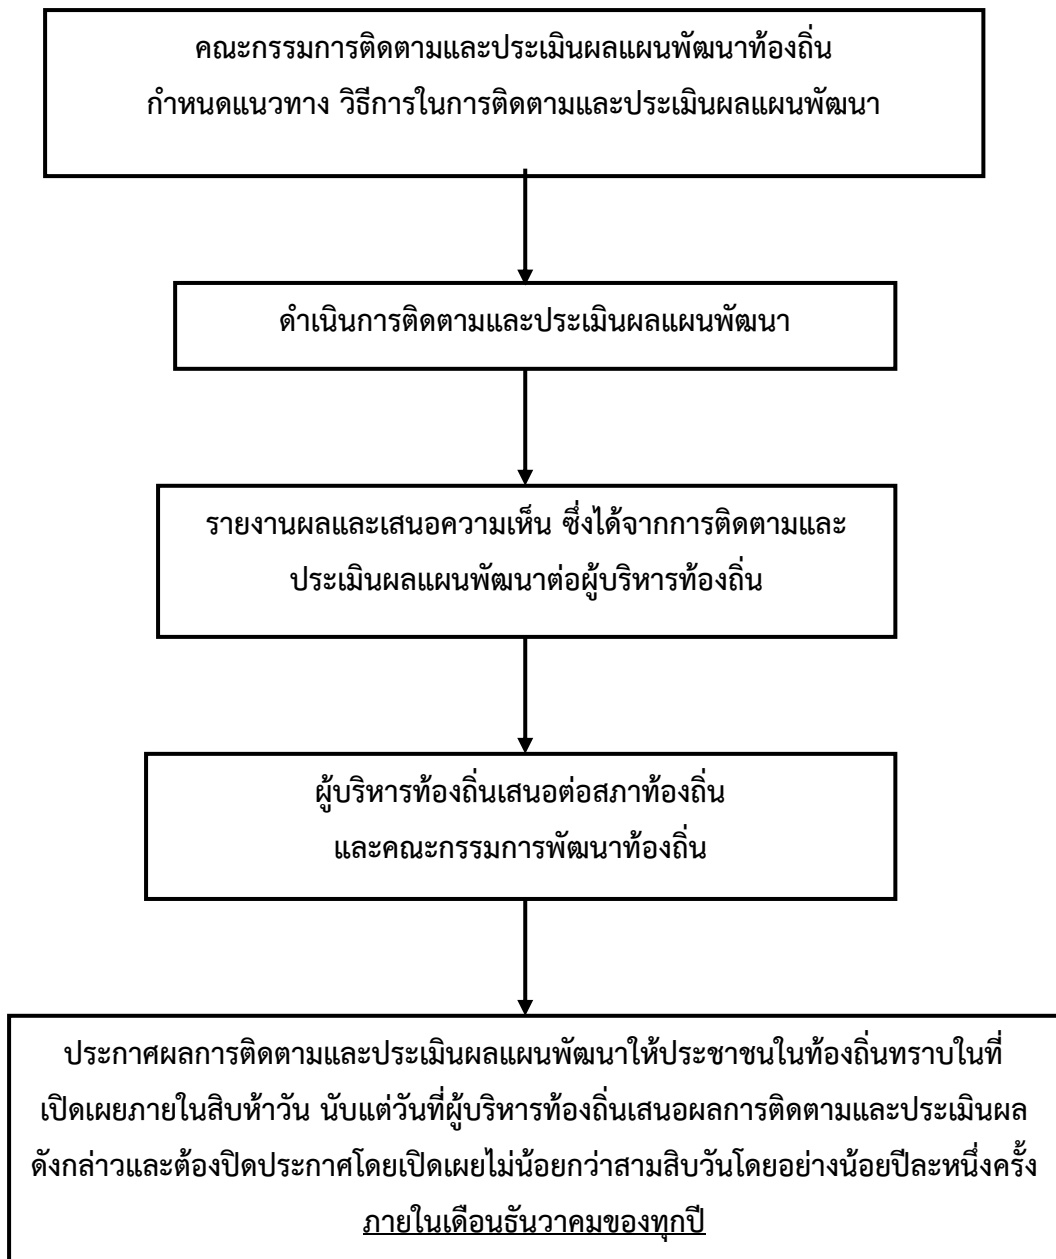 คณะกรรมการติดตามและประเมินผลแผนพัฒนาท้องถิ่น
กำหนดแนวทาง วิธีการในการติดตามและประเมินผลแผนพัฒนา
ดำเนินการติดตามและประเมินผลแผนพัฒนา
รายงานผลและเสนอความเห็น ซึ่งได้จากการติดตามและ
ประเมินผลแผนพัฒนาต่อผู้บริหารท้องถิ่น
ผู้บริหารท้องถิ่นเสนอต่อสภาท้องถิ่น
และคณะกรรมการพัฒนาท้องถิ่น
ประกาศผลการติดตามและประเมินผลแผนพัฒนาให้ประชาชนในท้องถิ่นทราบในที่
เปิดเผยภายในสิบห้าวัน นับแต่วันที่ผู้บริหารท้องถิ่นเสนอผลการติดตามและประเมินผล
ดังกล่าวและต้องปิดประกาศโดยเปิดเผยไม่น้อยกว่าสามสิบวันโดยอย่างน้อยปีละหนึ่งครั้ง
ภายในเดือนธันวาคมของทุกปี